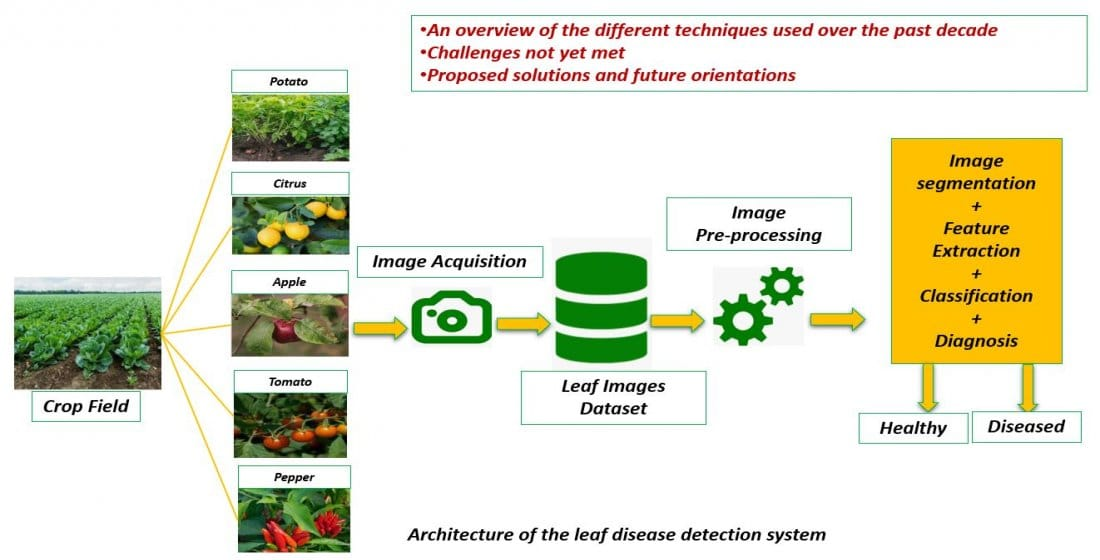 •An overview of the different techniques used over the past decade
•Challenges not yet met
•Proposed solutions and future orientations
Potato
Citrus
Apple
Tomato
Pepper
Crop Field
Image Acquisition
Leaf Images
Dataset
Image
Pre-processing
Image
segmentation
+
Feature
Extraction
+
Classification
+
Diagnosis
Healthy
Diseased
Architecture of the leaf disease detection system